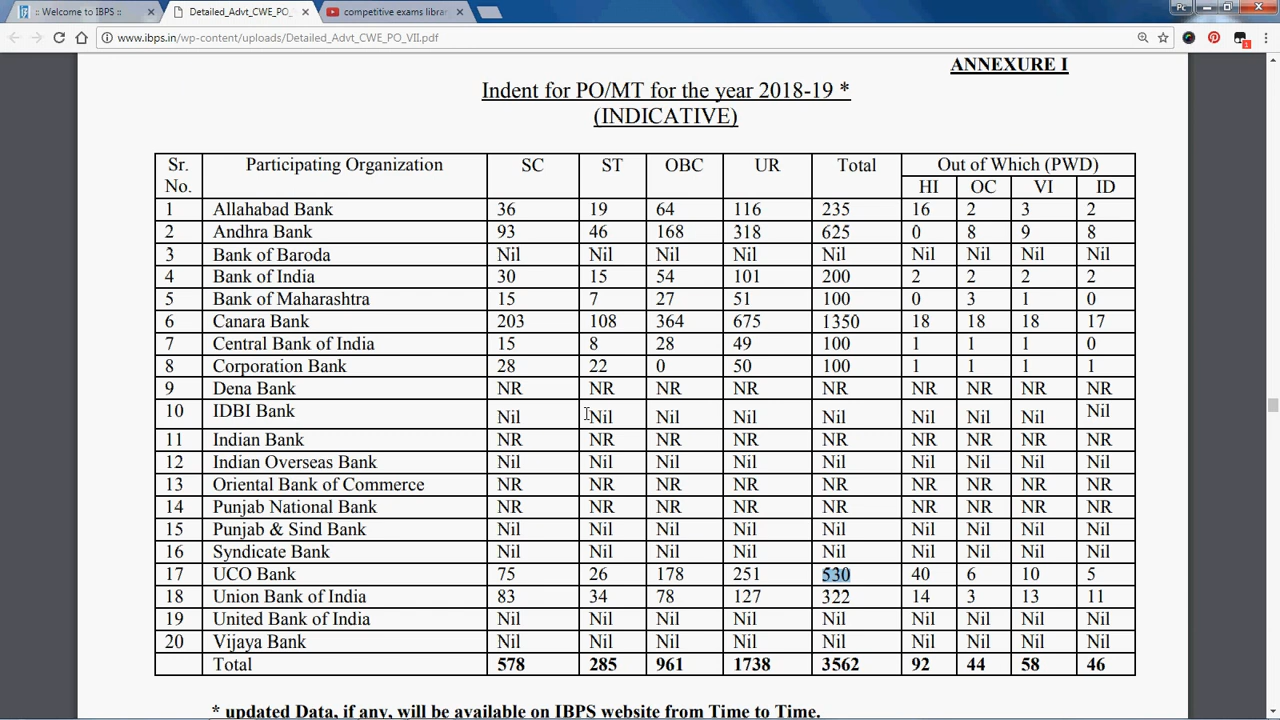 :: Welcome to IBPS ::
Detailed_Advt_CWE_PO_
competitive exams librar
Pc
www.ibps.in/wp-content/uploads/Detailed_Advt_CWE_PO_VII.pdf
1
ANNEXURE I
Indent for PO/MT for the year 2018-19 *
(INDICATIVE)
Sr. No. Participating Organization SC ST OBC UR Total Out of Which (PWD)
HI OC VI ID
1 Allahabad Bank 36 19 64 116 235 16 2 3 2
2 Andhra Bank 93 46 168 318 625 0 8 9 8
3 Bank of Baroda Nil Nil Nil Nil Nil Nil Nil Nil Nil
4 Bank of India 30 15 54 101 200 2 2 2 2
5 Bank of Maharashtra 15 7 27 51 100 0 3 1 0
6 Canara Bank 203 108 364 675 1350 18 18 18 17
7 Central Bank of India 15 8 28 49 100 1 1 1 0
8 Corporation Bank 28 22 0 50 100 1 1 1 1
9 Dena Bank NR NR NR NR NR NR NR NR NR
10 IDBI Bank Nil Nil Nil Nil Nil Nil Nil Nil Nil
11 Indian Bank NR NR NR NR NR NR NR NR NR
12 Indian Overseas Bank Nil Nil Nil Nil Nil Nil Nil Nil Nil
13 Oriental Bank of Commerce NR NR NR NR NR NR NR NR NR
14 Punjab National Bank NR NR NR NR NR NR NR NR NR
15 Punjab & Sind Bank Nil Nil Nil Nil Nil Nil Nil Nil Nil
16 Syndicate Bank Nil Nil Nil Nil Nil Nil Nil Nil Nil
17 UCO Bank 75 26 178 251 530 40 6 10 5
18 Union Bank of India 83 34 78 127 322 14 3 13 11
19 United Bank of India Nil Nil Nil Nil Nil Nil Nil Nil Nil
20 Vijaya Bank Nil Nil Nil Nil Nil Nil Nil Nil Nil
Total 578 285 961 1738 3562 92 44 58 46
* updated Data, if any, will be available on IBPS website from Time to Time.